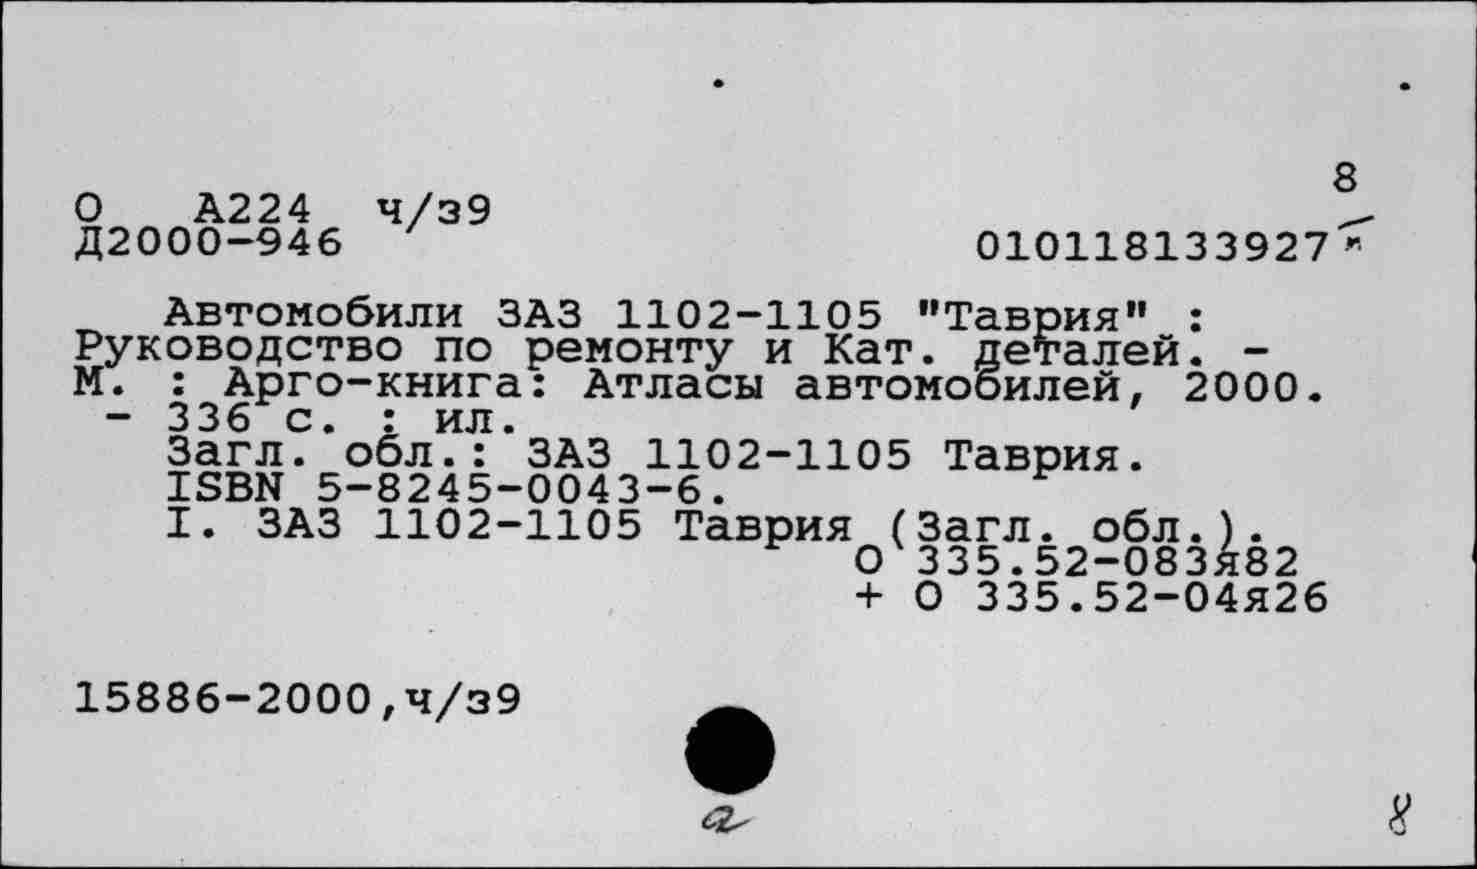 8
О А224 ч/з9
Д2000-946 010118133927
Автомобили ЗАЗ 1102-1105 "Таврия" :
Руководство по ремонту и Кат. деталей. -
М. : Арго-книга: Атласы автомобилей, 2000.
- 336 с. : ил.
Загл. обл.: ЗАЗ 1102-1105 Таврия.
ISBN 5-8245-0043-6.
I. ЗАЗ 1102-1105 Таврия (Загл. обл.).
О 335.52-083я82
+ О 335.52-04я26
15886-2000,ч/з9
8